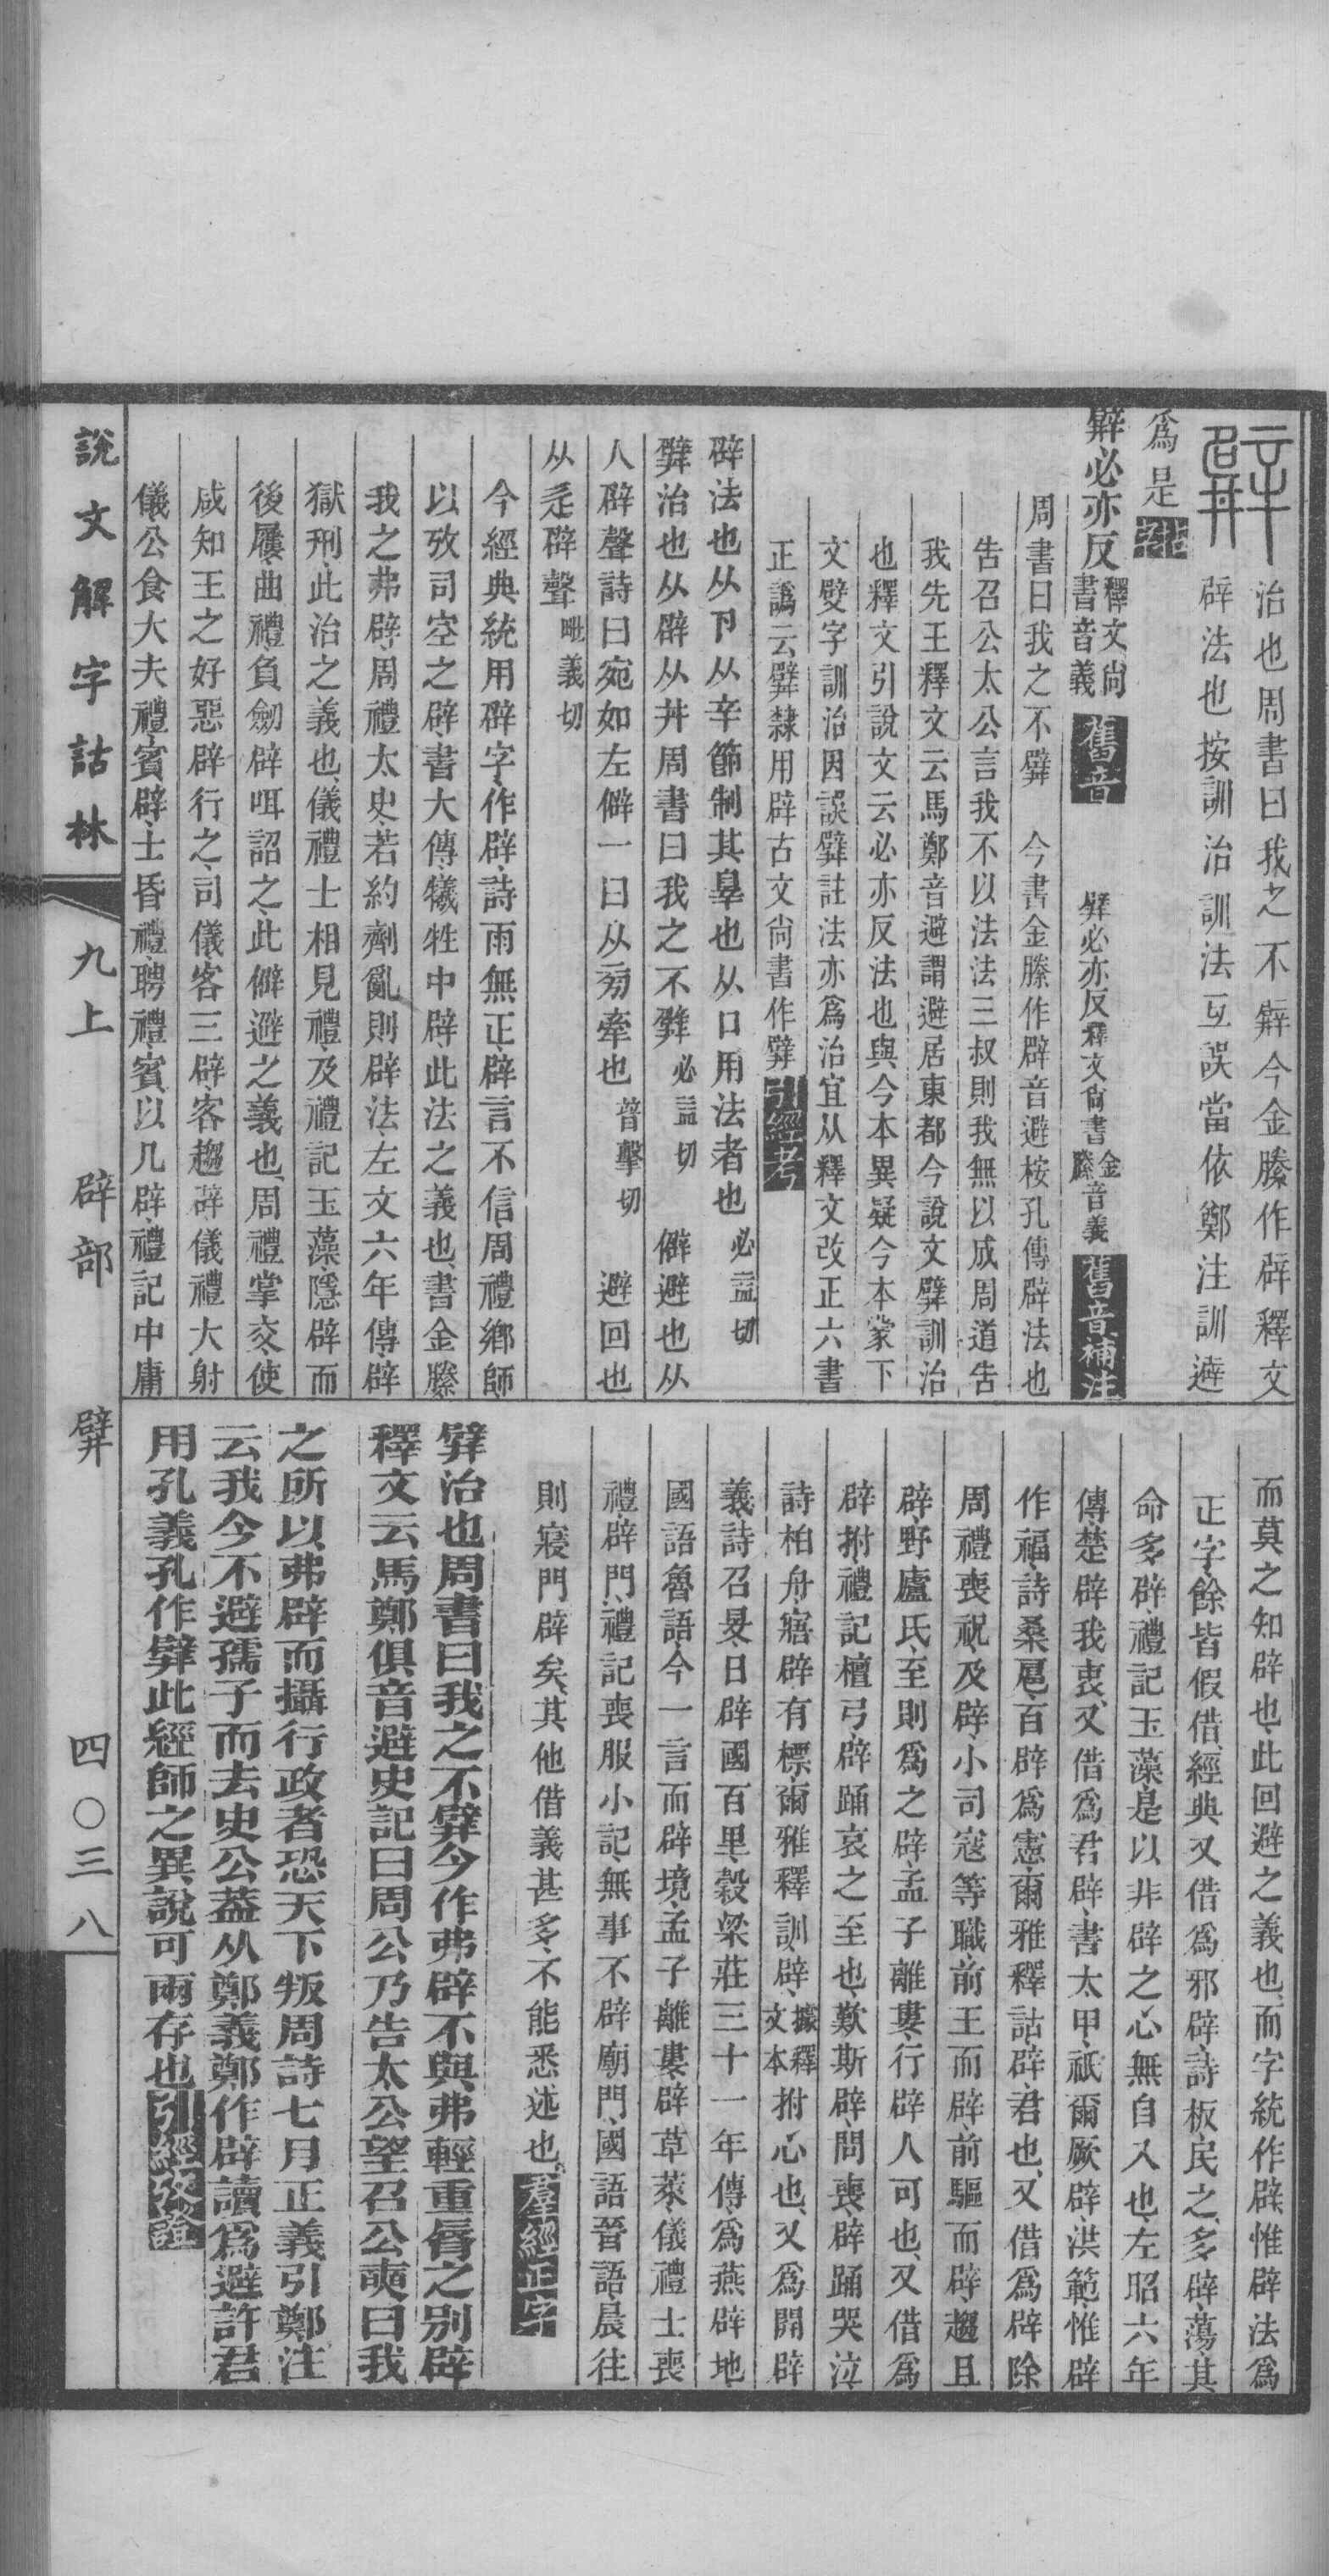 治也周書曰我之不㡹今金縢作辟釋文
辟法也按訓治訓法互誤當依鄭注訓避
爲是
㡹必亦反釋文尙書音義 舊音 㡹必亦反釋文尙書金縢音義 舊音補注
周書曰我之不㡹 今書金縢作辟音避桉孔傳辟法也
告召公太公言我不以法法三叔則我無以成周道告
我先王釋文云馬鄭音避謂避居東都今說文㡹訓治
也釋文引說文云必亦反法也與今本異疑今本蒙下
文嬖字訓治因誤㡹註法亦爲治宜从釋文改正六書
正譌云㡹隸用辟古文尙書作㡹 引經考
辟法也从卩从辛節制其辠也从口用法者也 必益切
㡹治也从辟从丼周書曰我之不㡹 必益切 僻避也从
人辟聲詩曰宛如左僻一曰从㫄牽也 普擊切 避回也
从辵辟聲 毗義切
今經典統用辟字作辟詩雨無正辟言不信周禮鄉師
以攷司空之辟書大傳犧牲中辟此法之義也書金縢
我之弗辟周禮太史若約劑亂則辟法左文六年傳辟
獄刑此治之義也儀禮士相見禮及禮記玉藻隱辟而
後屨曲禮負劒辟咡詔之此僻避之義也周禮掌交使
咸知王之好惡辟行之司儀客三辟客趨辟儀禮大射
儀公食大夫禮賓辟士昏禮聘禮賓以几辟禮記中庸
而莫之知辟也此回避之義也而字統作辟惟辟法爲
正字餘皆假借經典又借爲邪辟詩板民之多辟蕩其
命多辟禮記玉藻是以非辟之心無自入也左昭六年
傳楚辟我衷又借爲君辟書太甲祗爾厥辟洪範惟辟
作福詩桑扈百辟爲憲爾雅釋詁辟君也又借爲辟除
周禮喪祝及辟小司寇等職前王而辟前驅而辟趨且
辟野廬氏至則爲之辟孟子離婁行辟人可也又借爲
辟拊禮記檀弓辟踊哀之至也歎斯辟問喪辟踊哭泣
詩柏舟寤辟有摽爾雅釋訓辟據釋文本拊心也又爲開辟
義詩召旻日辟國百里穀梁莊三十一年傳爲燕辟地
國語魯語今一言而辟境孟子離婁辟草萊儀禮士喪
禮辟門禮記喪服小記無事不辟廟門國語晉語晨往
則寢門辟矣其他借義甚多不能悉述也 羣經正字
㡹治也周書曰我之不㡹今作弗辟不與弗輕重脣之別辟
釋文云馬鄭俱音避史記曰周公乃告太公望召公奭曰我
之所以弗辟而攝行政者恐天下叛周詩七月正義引鄭注
云我今不避孺子而去史公葢从鄭義鄭作辟讀爲避許君
用孔義孔作㡹此經師之異說可兩存也 引經攷證
說文解字詁林 九上 辟部 㡹 四〇三八